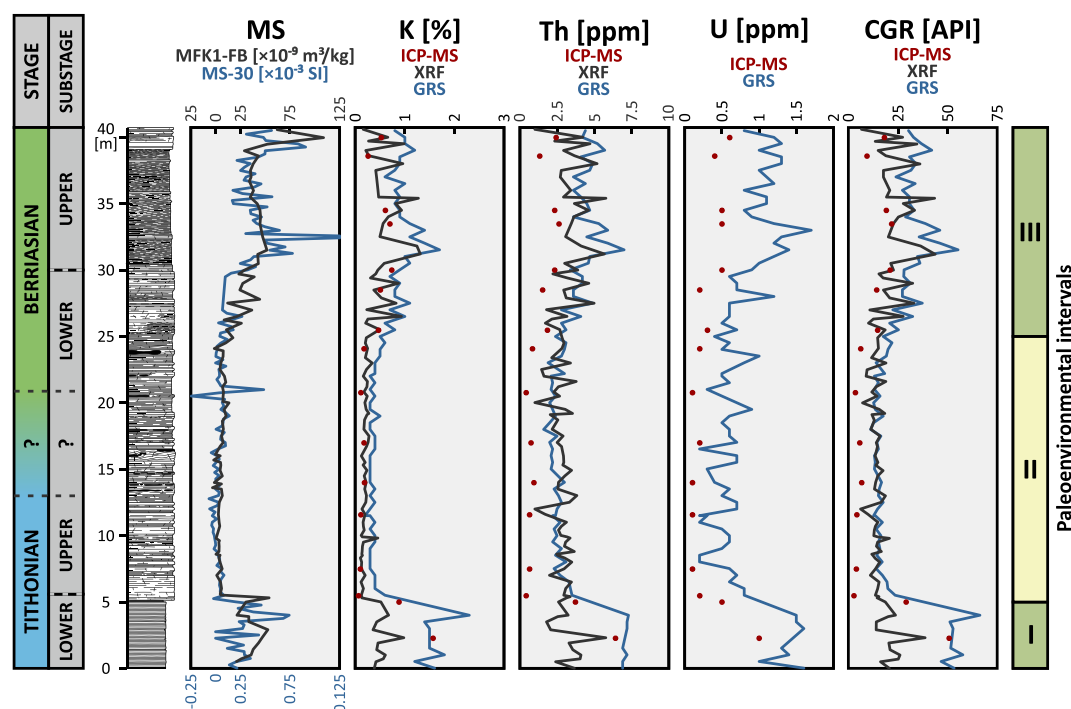 STAGE
SUBSTAGE
MS
MFK1-FB [×10-9 m³/kg]
MS-30 [×10-3 SI]
K [%]
ICP-MS
XRF
GRS
Th [ppm]
ICP-MS
XRF
GRS
U [ppm]
ICP-MS
GRS
CGR [API]
ICP-MS
XRF
GRS
25 0 25 75 125
0 1 2 3
0 2.5 5 7.5 10
0 0.5 1 1.5 2
0 25 50 75
40
[m]
35
30
25
20
15
10
5
0
BERRIASIAN
?
TITHONIAN
UPPER
LOWER
?
UPPER
LOWER
III
II
I
Paleoenvironmental intervals
-0.25 0 0.25 0.75 0.125